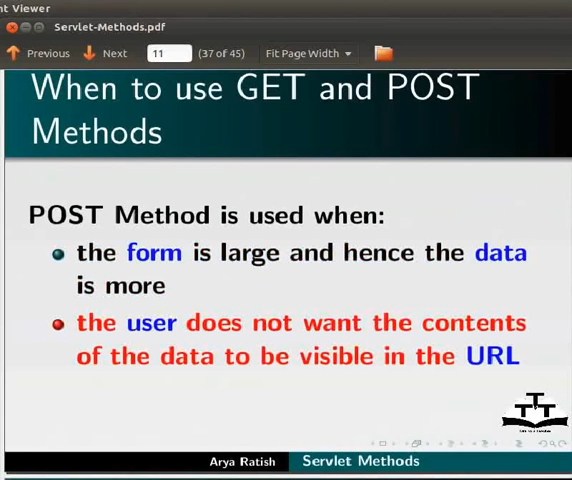 nt Viewer
Servlet-Methods.pdf
Previous Next 11 (37 of 45) Fit Page Width
When to use GET and POST
Methods
POST Method is used when:
the form is large and hence the data
is more
the user does not want the contents
of the data to be visible in the URL
TTT
Arya Ratish Servlet Methods